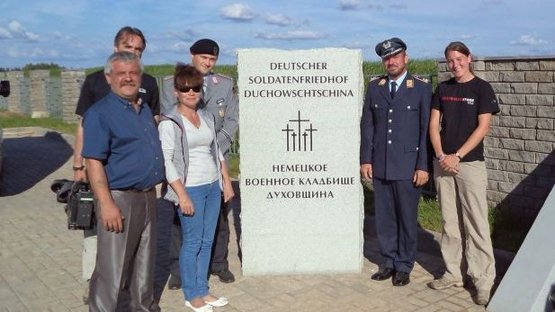 DEUTSCHER
SOLDATENFRIEDHOF
DUCHOWSCHTSCHINA
НЕМЕЦКОЕ
ВОЕННОЕ КЛАДБИЩЕ
ДУХОВЩИНА